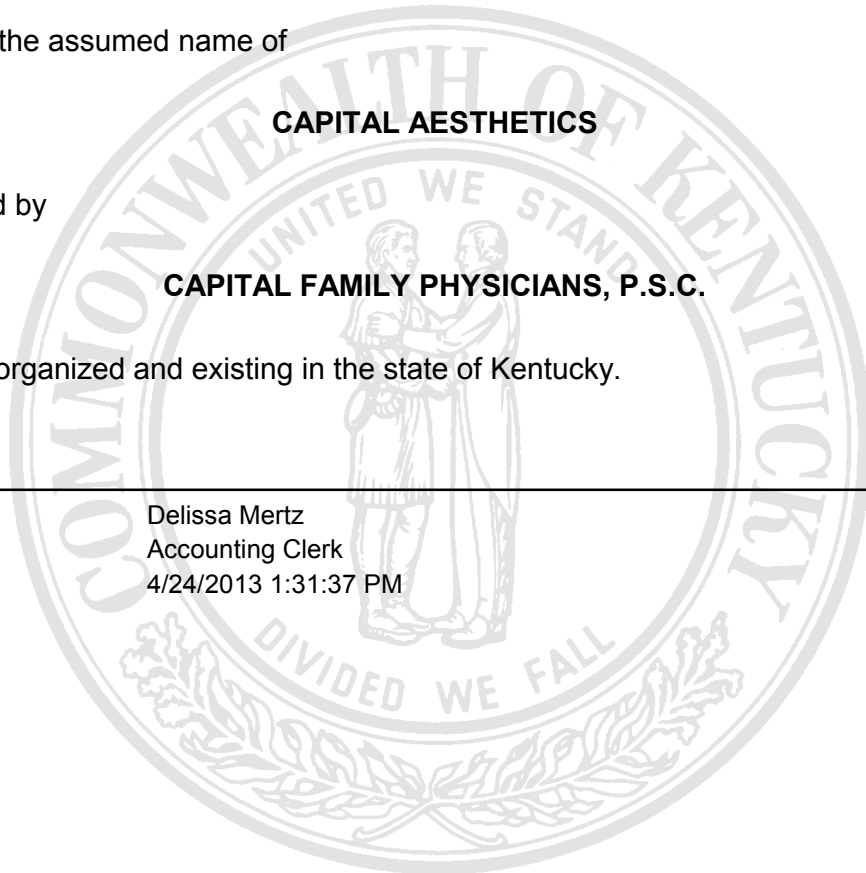 the assumed name of
CAPITAL AESTHETICS
d by
CAPITAL FAMILY PHYSICIANS, P.S.C.
organized and existing in the state of Kentucky.
Delissa Mertz
Accounting Clerk
4/24/2013 1:31:37 PM
COMMONWEALTH OF KENTUCKY
UNITED WE STAND
DIVIDED WE FALL